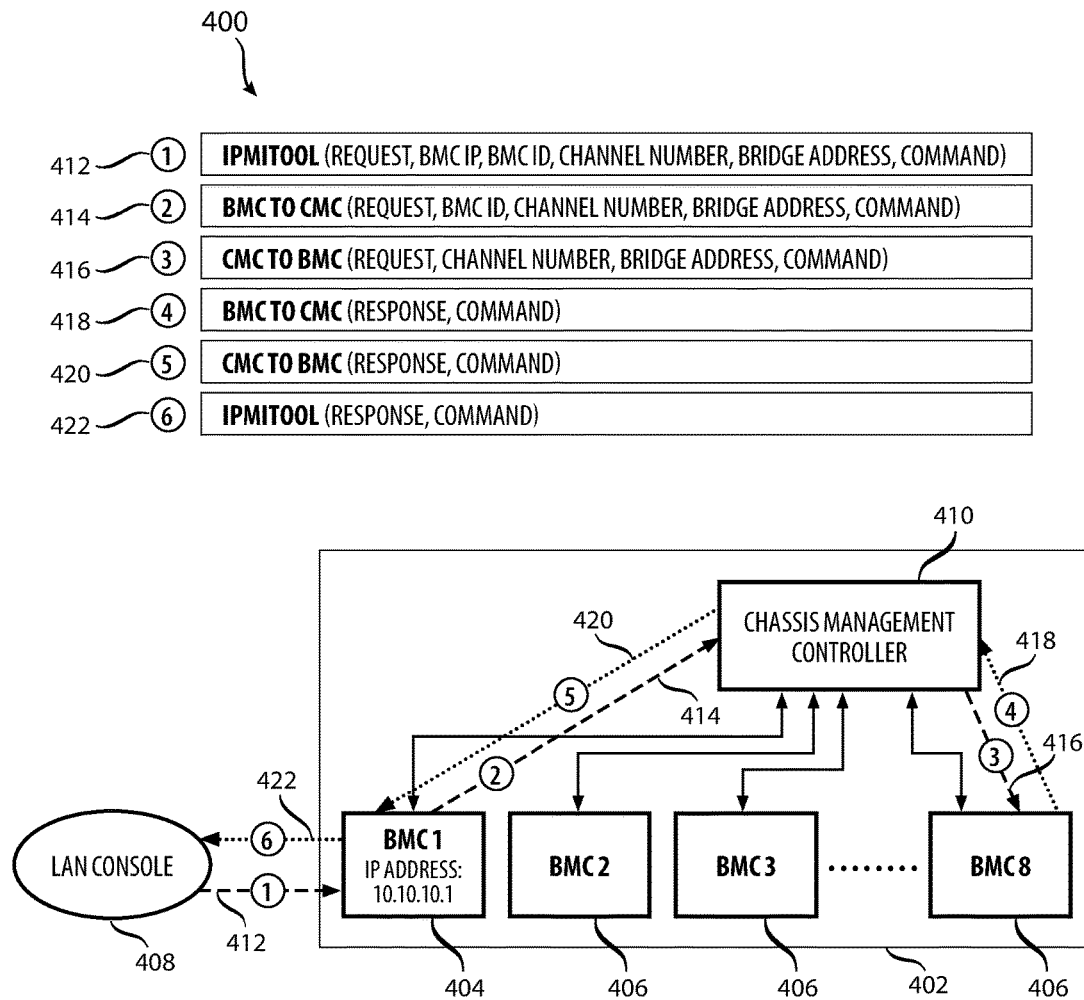 400
412 1 IPMITOOL (REQUEST, BMC IP, BMC ID, CHANNEL NUMBER, BRIDGE ADDRESS, COMMAND)
414 2 BMC TO CMC (REQUEST, BMC ID, CHANNEL NUMBER, BRIDGE ADDRESS, COMMAND)
416 3 CMC TO BMC (REQUEST, CHANNEL NUMBER, BRIDGE ADDRESS, COMMAND)
418 4 BMC TO CMC (RESPONSE, COMMAND)
420 5 CMC TO BMC (RESPONSE, COMMAND)
422 6 IPMITOOL (RESPONSE, COMMAND)
410
CHASSIS MANAGEMENT
CONTROLLER
420
418
5
414
4
2
3
416
422
6
LAN CONSOLE
1
412
408
BMC 1
IP ADDRESS:
10.10.10.1
BMC 2
BMC 3
BMC 8
404
406
406
402
406